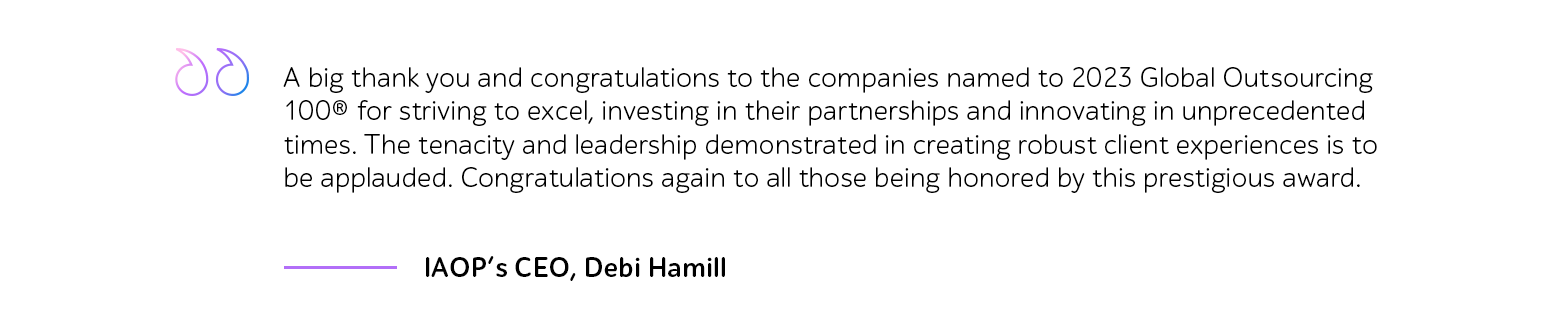 A big thank you and congratulations to the companies named to 2023 Global Outsourcing
100® for striving to excel, investing in their partnerships and innovating in unprecedented
times. The tenacity and leadership demonstrated in creating robust client experiences is to
be applauded. Congratulations again to all those being honored by this prestigious award.
IAOP’s CEO, Debi Hamill